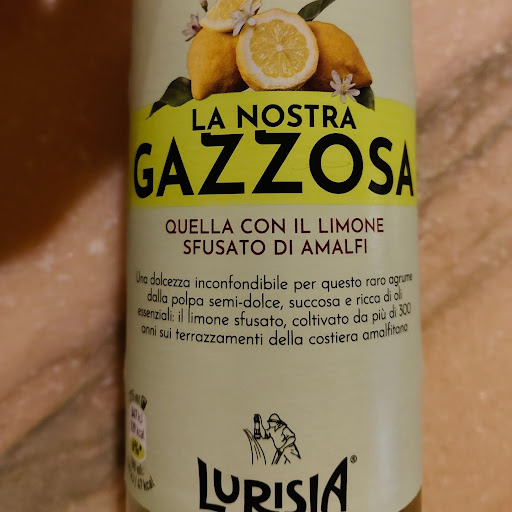 LA NOSTRA
GAZZOSA
QUELLA CON IL LIMONE
SFUSATO DI AMALFI
Una dolcezza inconfondibile per questo raro agrume
dalla polpa semi-dolce, succosa e ricca di oli
essenziali: il limone sfusato, coltivato da più di 300
anni sui terrazzamenti della costiera amalfitana
LURISIA®